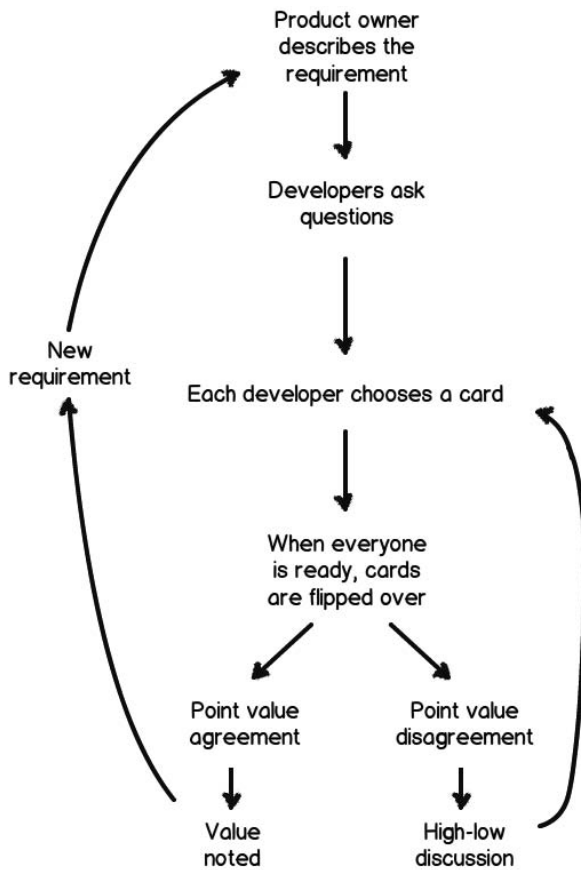 Product owner
describes the
requirement
Developers ask
questions
New
requirement
Each developer chooses a card
When everyone
is ready, cards
are flipped over
Point value
agreement
Point value
disagreement
Value
noted
High-low
discussion